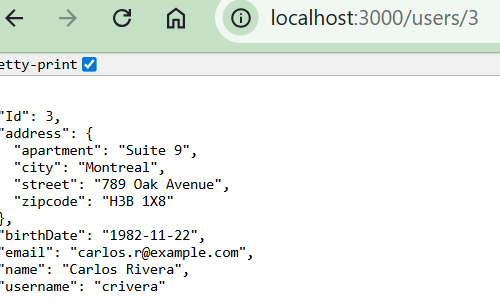 localhost:3000/users/3
etty-print
"Id": 3,
"address": {
"apartment": "Suite 9",
"city": "Montreal",
"street": "789 Oak Avenue",
"zipcode": "H3B 1X8"
},
"birthDate": "1982-11-22",
"email": "carlos.r@example.com",
"name": "Carlos Rivera",
"username": "crivera"